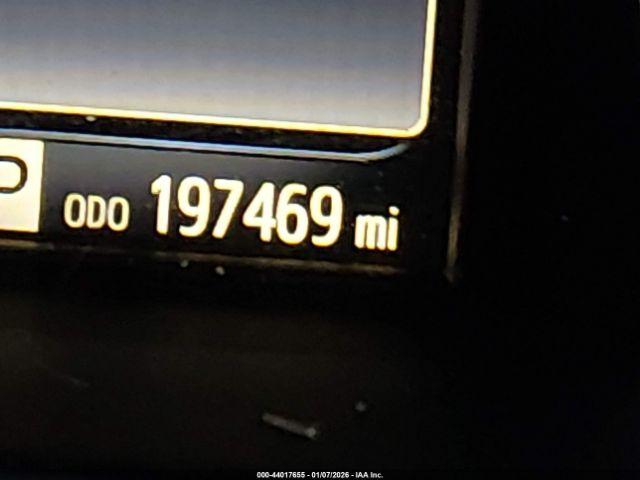 P
ODO 197469 mi
000-44017655 - 01/07/2026 - IAA Inc.